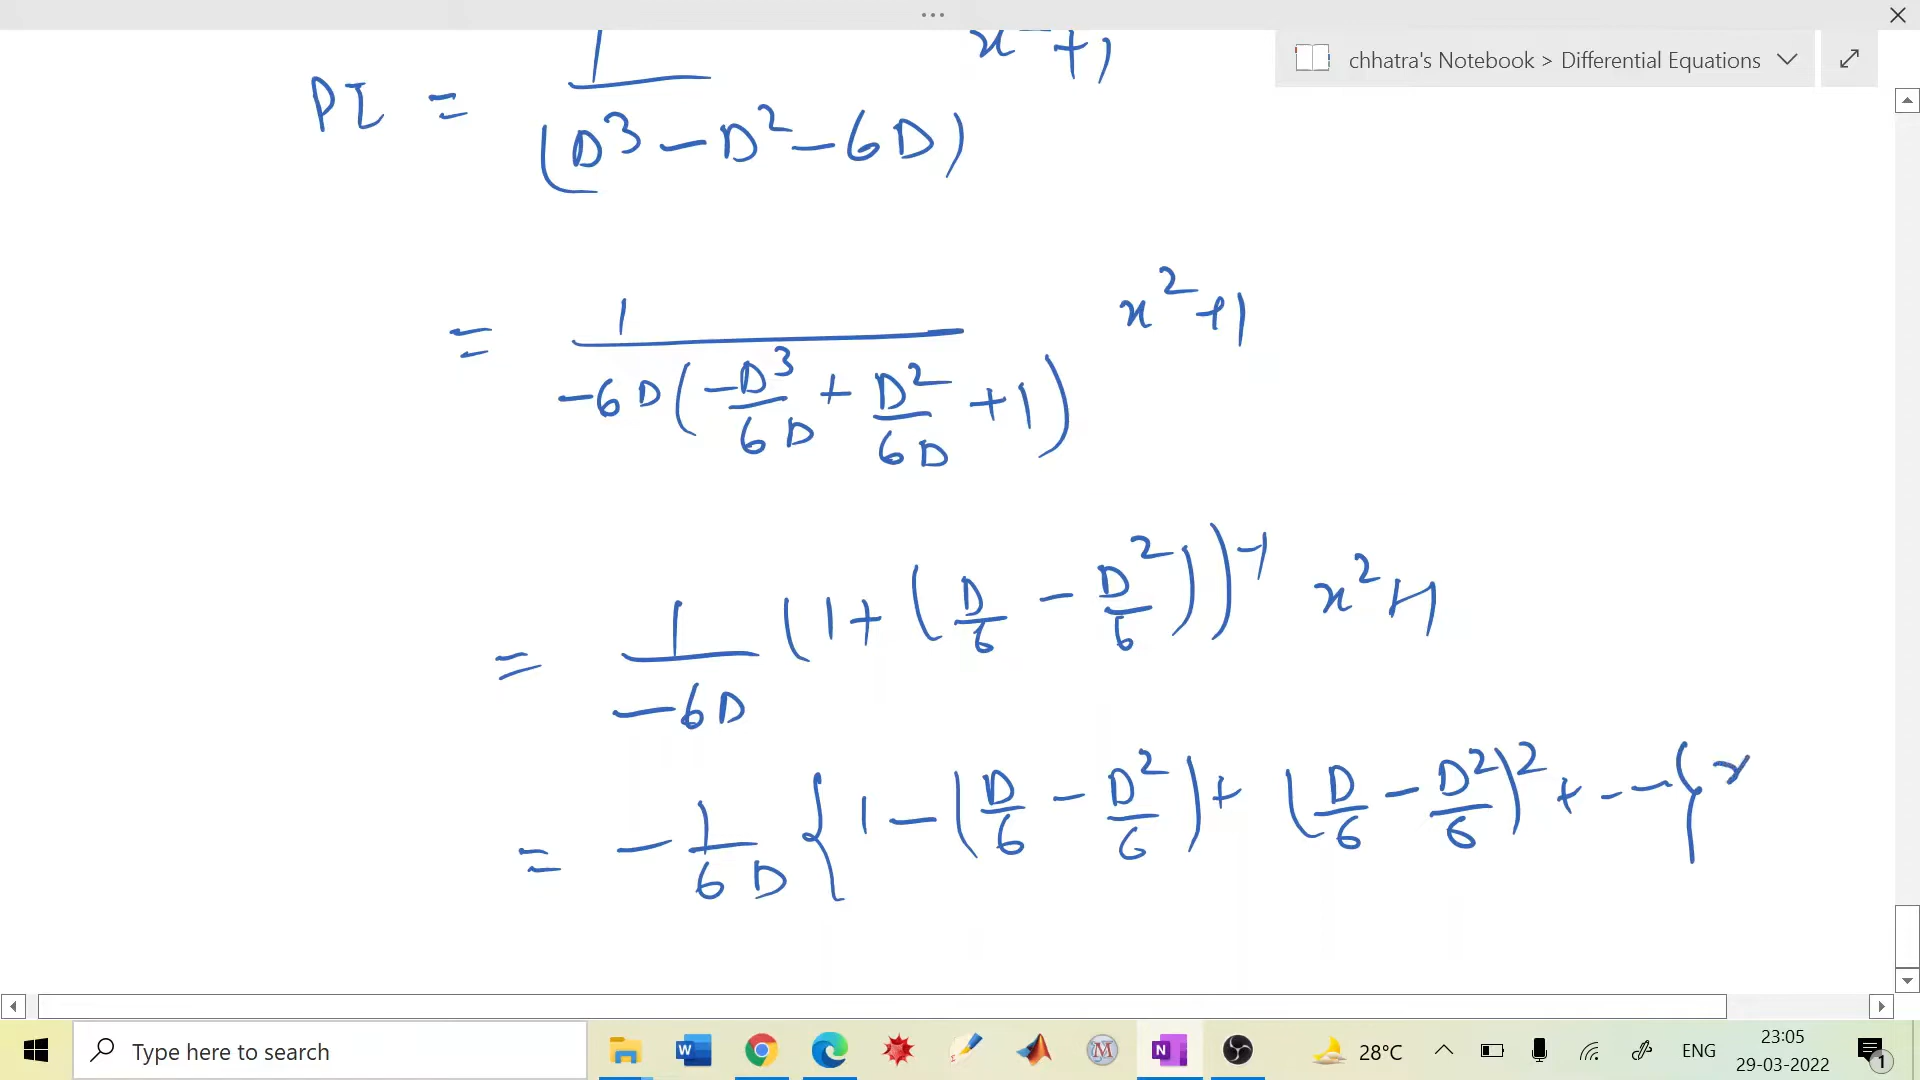 ...
chhatra's Notebook > Differential Equations
PI = 1/(D³ - D² - 6D) x² + 1
= 1/(-6D(-D³/6D + D²/6D + 1)) x² + 1
= 1/-6D (1 + (D/6 - D²/6))⁻¹ x² + 1
= -1/6D {1 - (D/6 - D²/6) + (D/6 - D²/6)² + --} x
Type here to search
28°C
ENG
23:05
29-03-2022
1